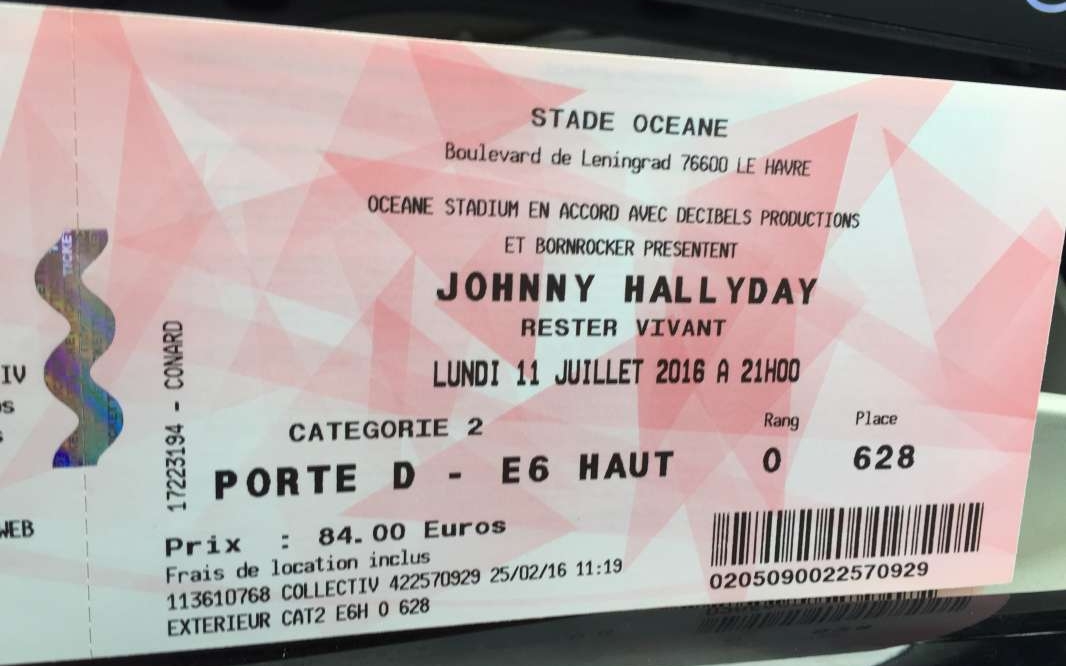 STADE OCEANE
Boulevard de Leningrad 76600 LE HAVRE
OCEANE STADIUM EN ACCORD AVEC DECIBELS PRODUCTIONS
ET BORNROCKER PRESENTENT
JOHNNY HALLYDAY
RESTER VIVANT
LUNDI 11 JUILLET 2016 A 21H00
CATEGORIE 2
Rang Place
PORTE D - E6 HAUT O 628
Prix : 84.00 Euros
Frais de location inclus
113610768 COLLECTIV 422570929 25/02/16 11:19
EXTERIEUR CAT2 E6H O 628
0205090022570929
17223194 - CONARD
TICKET
IV
WEB